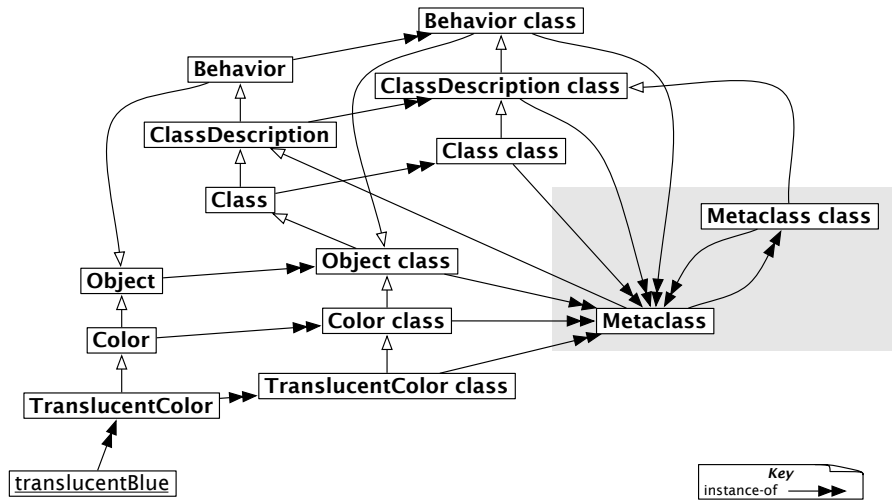 Behavior class
Behavior
ClassDescription class
ClassDescription
Class class
Class
Metaclass class
Object class
Object
Color class
Metaclass
Color
TranslucentColor class
TranslucentColor
translucentBlue
Key
instance-of